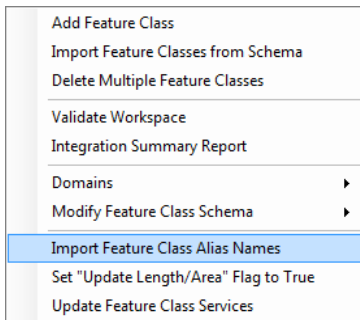 Add Feature Class
Import Feature Classes from Schema
Delete Multiple Feature Classes
Validate Workspace
Integration Summary Report
Domains
Modify Feature Class Schema
Import Feature Class Alias Names
Set "Update Length/Area" Flag to True
Update Feature Class Services